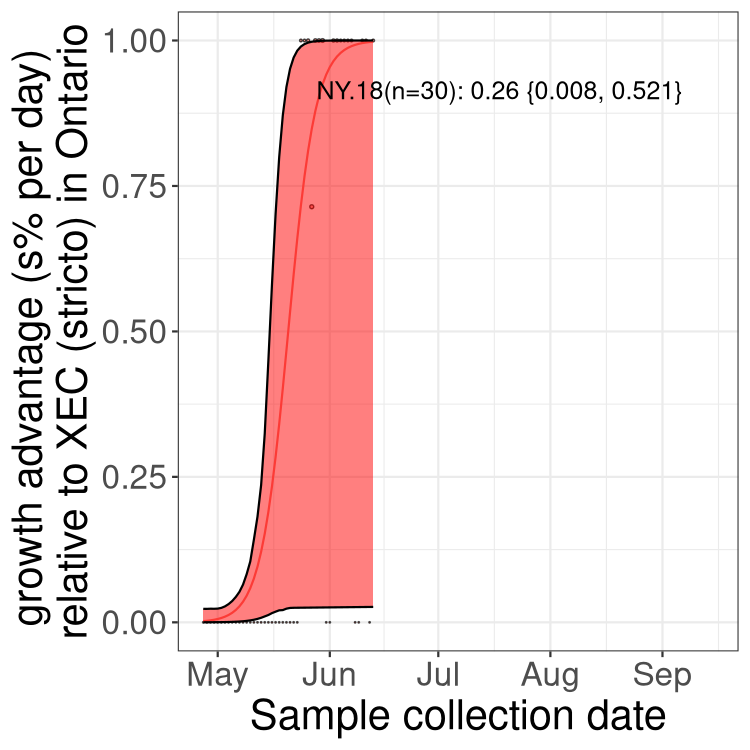 growth advantage (s% per day)
relative to XEC (stricto) in Ontario
1.00
0.75
0.50
0.25
0.00
NY.18(n=30): 0.26 {0.008, 0.521}
May Jun Jul Aug Sep
Sample collection date